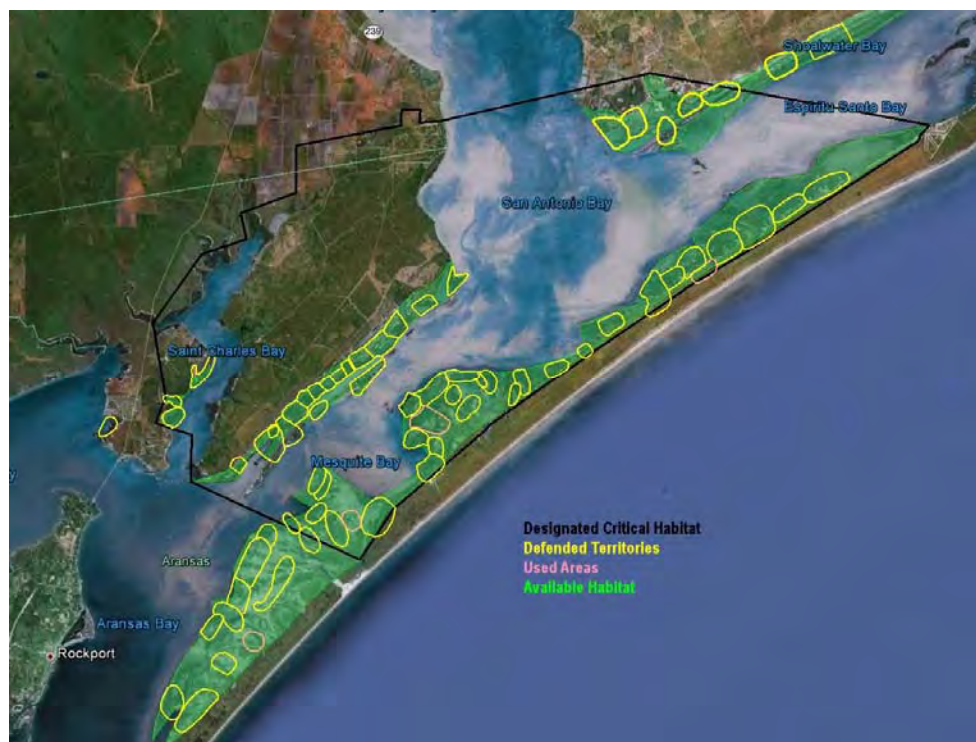 239
Shoalwater Bay
Espiritu Santo Bay
San Antonio Bay
Saint Charles Bay
Mesquite Bay
Designated Critical Habitat
Defended Territories
Used Areas
Available Habitat
Aransas
Aransas Bay
Rockport
y